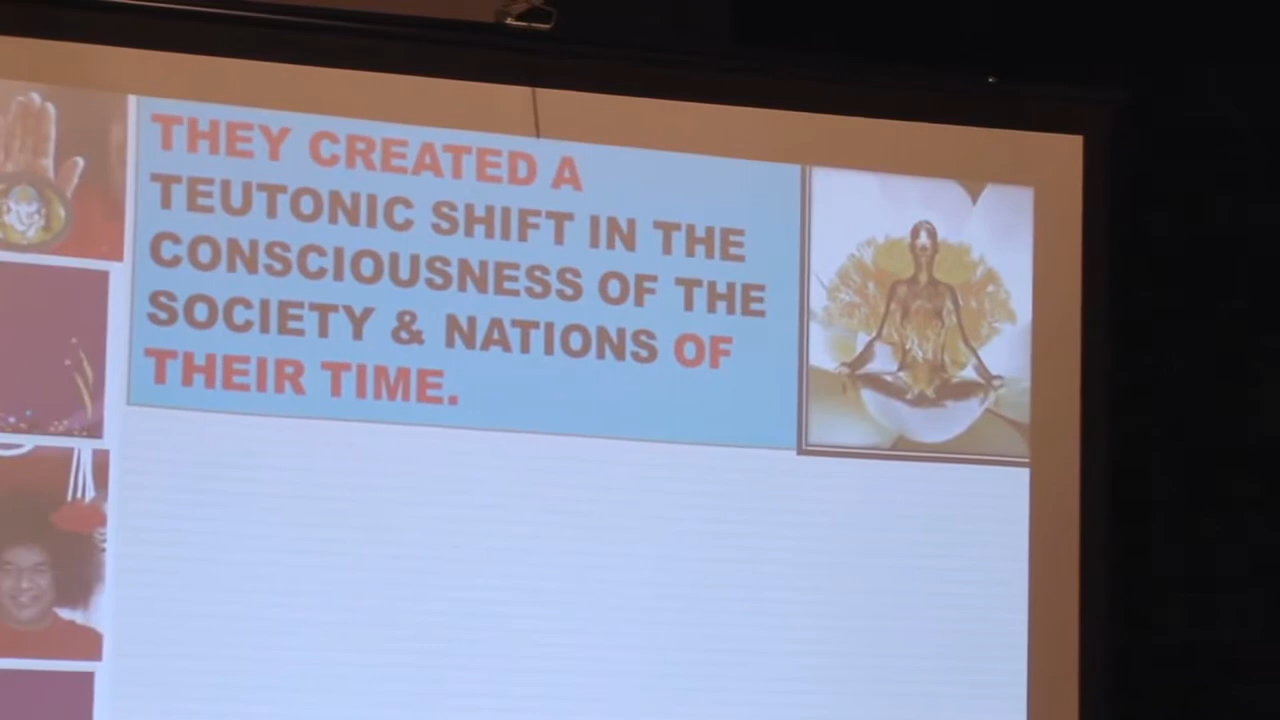 THEY CREATED A
TEUTONIC SHIFT IN THE
CONSCIOUSNESS OF THE
SOCIETY & NATIONS OF
THEIR TIME.